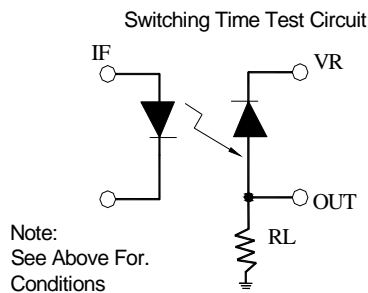 Switching Time Test Circuit
IF
VR
OUT
RL
Note:
See Above For.
Conditions